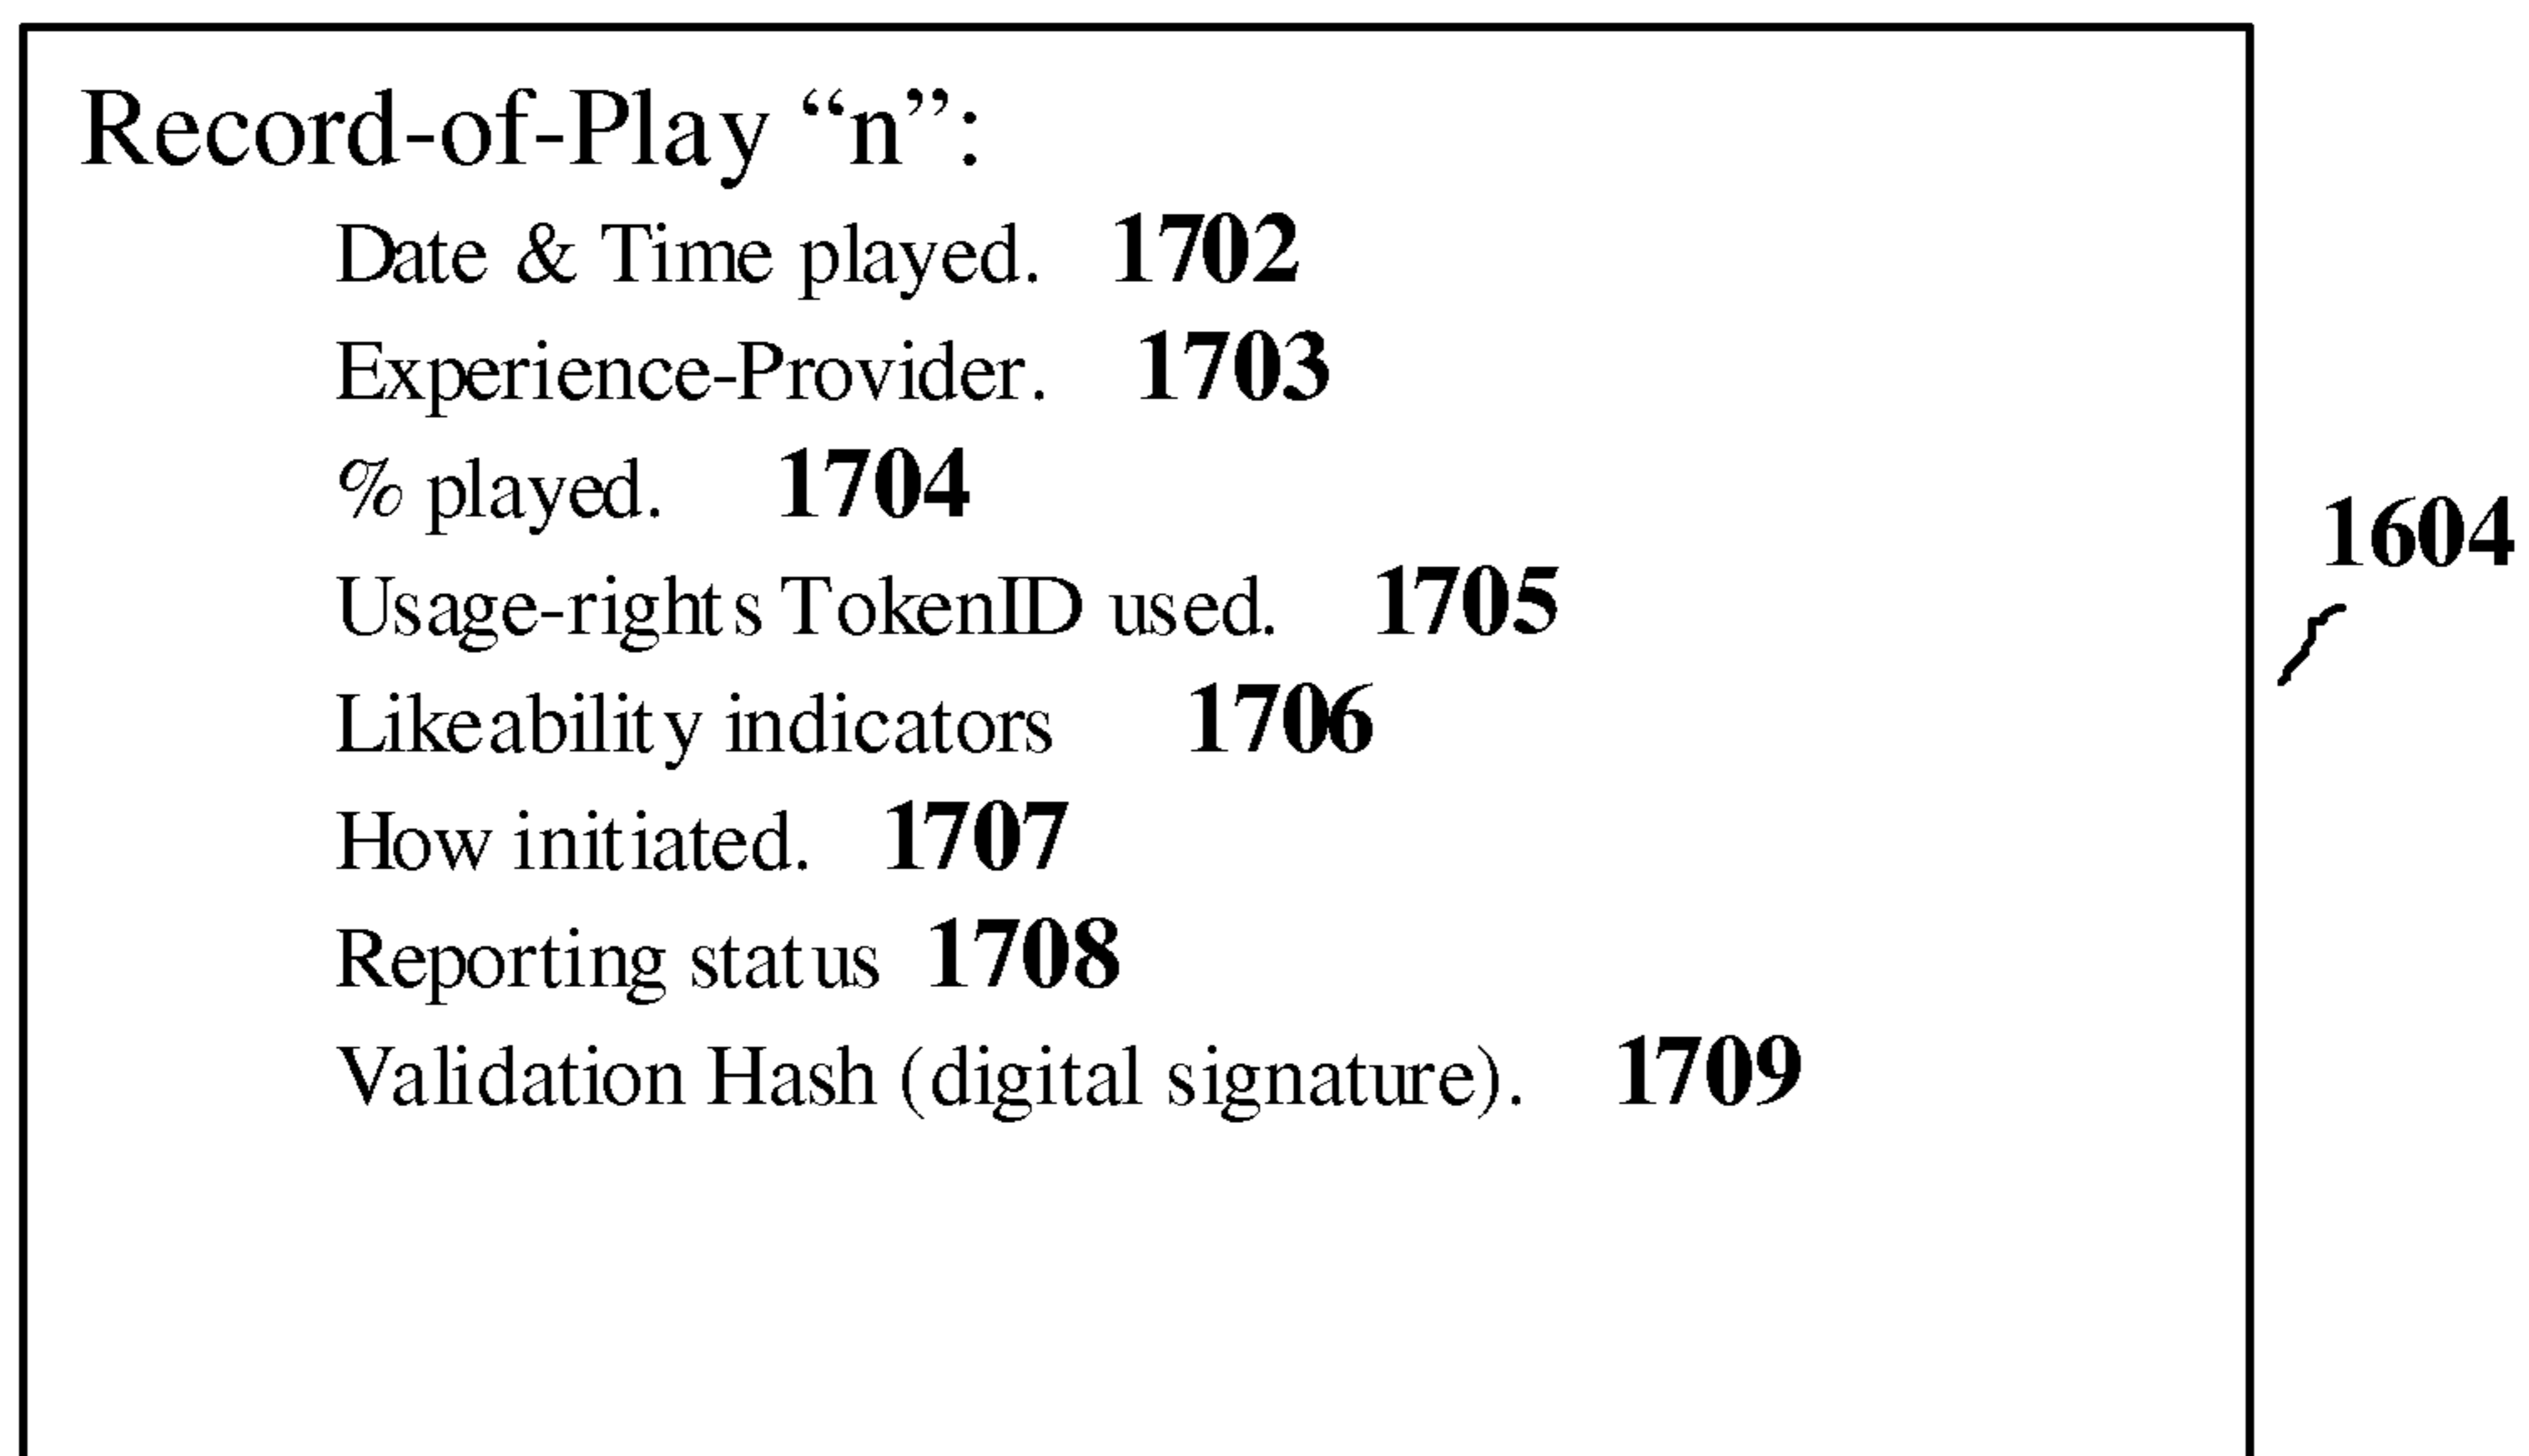 Record-of-Play “n”:
Date & Time played. 1702
Experience-Provider. 1703
% played. 1704
1604
Usage-rights TokenID used. 1705
Likeability indicators 1706
How initiated. 1707
Reporting status 1708
Validation Hash (digital signature). 1709